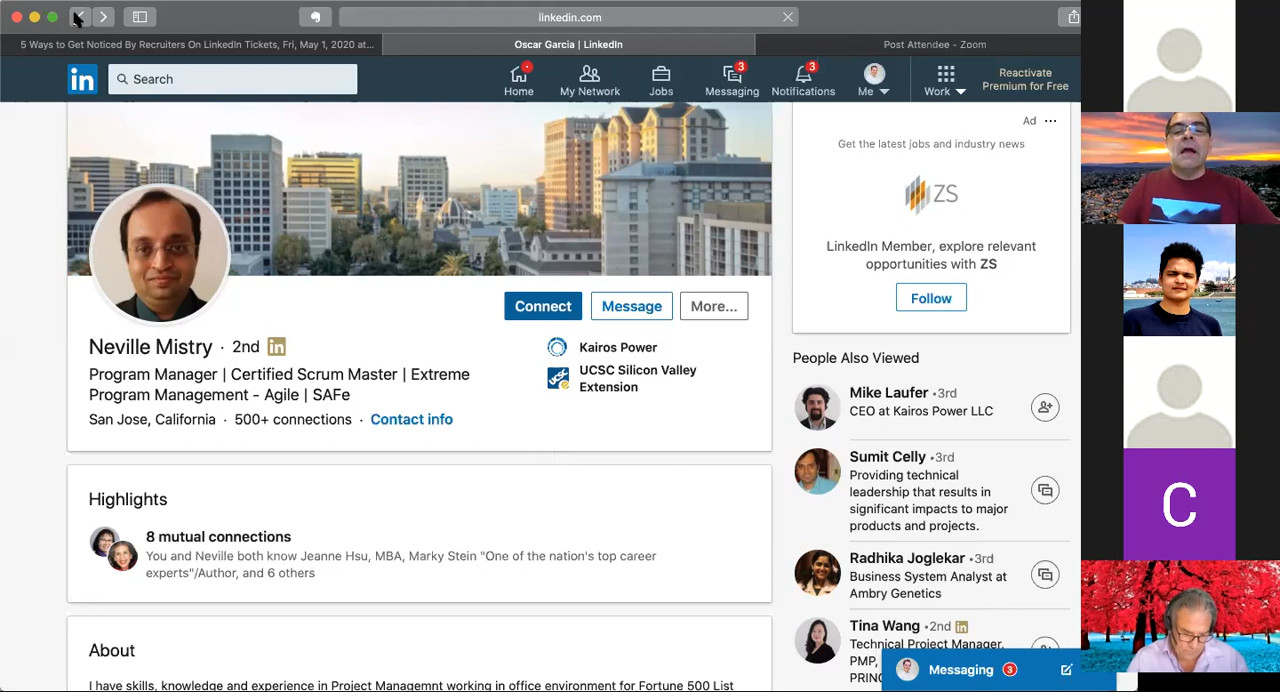 linkedin.com
5 Ways to Get Noticed By Recruiters On LinkedIn Tickets, Fri, May 1, 2020 at...
Oscar Garcia | LinkedIn
Post Attendee - Zoom
in
Search
Home
My Network
Jobs
3
Messaging
3
Notifications
Me
Work
Reactivate
Premium for Free
Ad
Get the latest jobs and industry news
ZS
LinkedIn Member, explore relevant
opportunities with ZS
Follow
Connect
Message
More...
Neville Mistry · 2nd in
Program Manager | Certified Scrum Master | Extreme
Program Management - Agile | SAFe
San Jose, California · 500+ connections · Contact info
Kairos Power
UCSC
UCSC Silicon Valley
Extension
Highlights
8 mutual connections
You and Neville both know Jeanne Hsu, MBA, Marky Stein "One of the nation's top career
experts"/Author, and 6 others
About
I have skills, knowledge and experience in Project Managemnt working in office environment for Fortune 500 List
People Also Viewed
Mike Laufer •3rd
CEO at Kairos Power LLC
Sumit Celly •3rd
Providing technical
leadership that results in
significant impacts to major
products and projects.
Radhika Joglekar •3rd
Business System Analyst at
Ambry Genetics
Tina Wang •2nd in
Technical Project Manager,
PMP,
Messaging 3
C